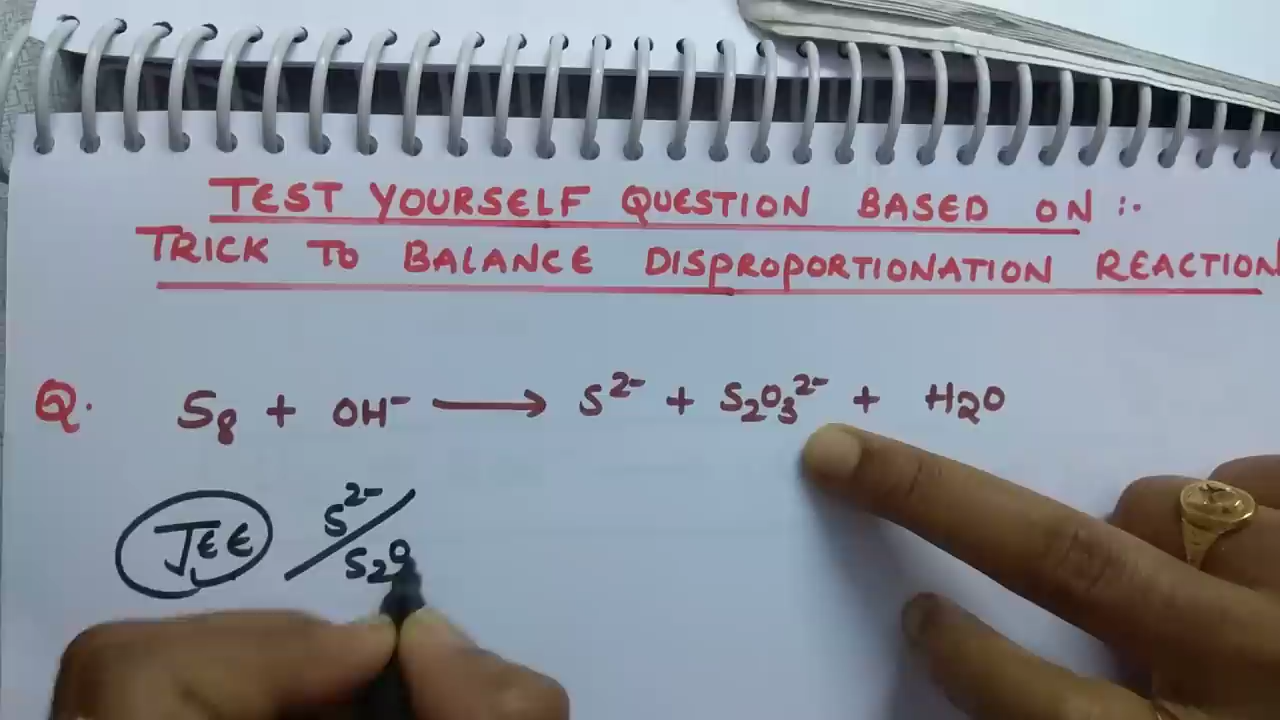 TEST YOURSELF QUESTION BASED ON :-
TRICK TO BALANCE DISPROPORTIONATION REACTION
Q. S₈ + OH⁻ ⟶ S²⁻ + S₂O₃²⁻ + H₂O
JEE S²⁻/S₂O